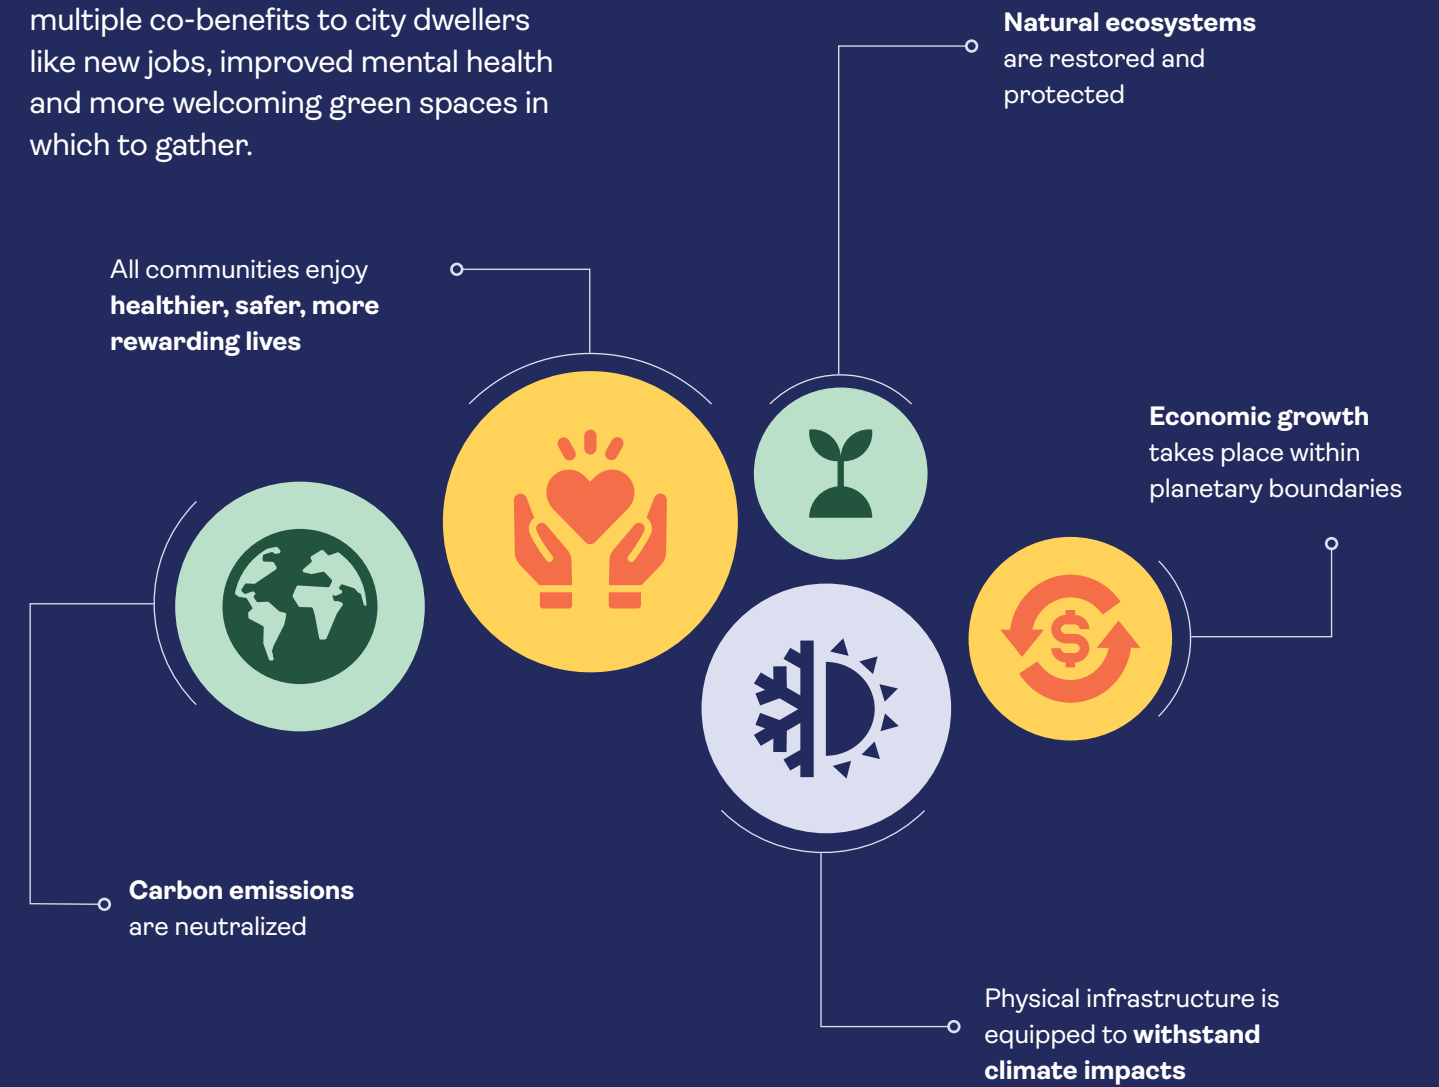 multiple co-benefits to city dwellers
like new jobs, improved mental health
and more welcoming green spaces in
which to gather.
Natural ecosystems
are restored and
protected
All communities enjoy
healthier, safer, more
rewarding lives
Economic growth
takes place within
planetary boundaries
$
Carbon emissions
are neutralized
Physical infrastructure is
equipped to withstand
climate impacts